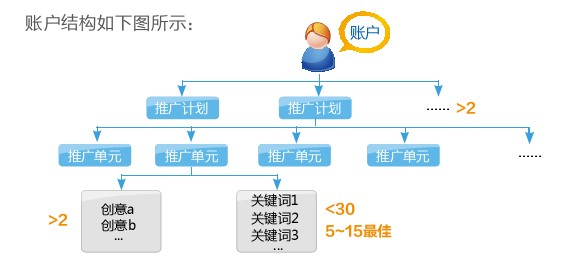 账户结构如下图所示：
账户
推广计划 推广计划 ······ >2
推广单元 推广单元 推广单元 推广单元 ······
>2
创意a
创意b
...
关键词1
关键词2
关键词3
...
<30
5~15最佳